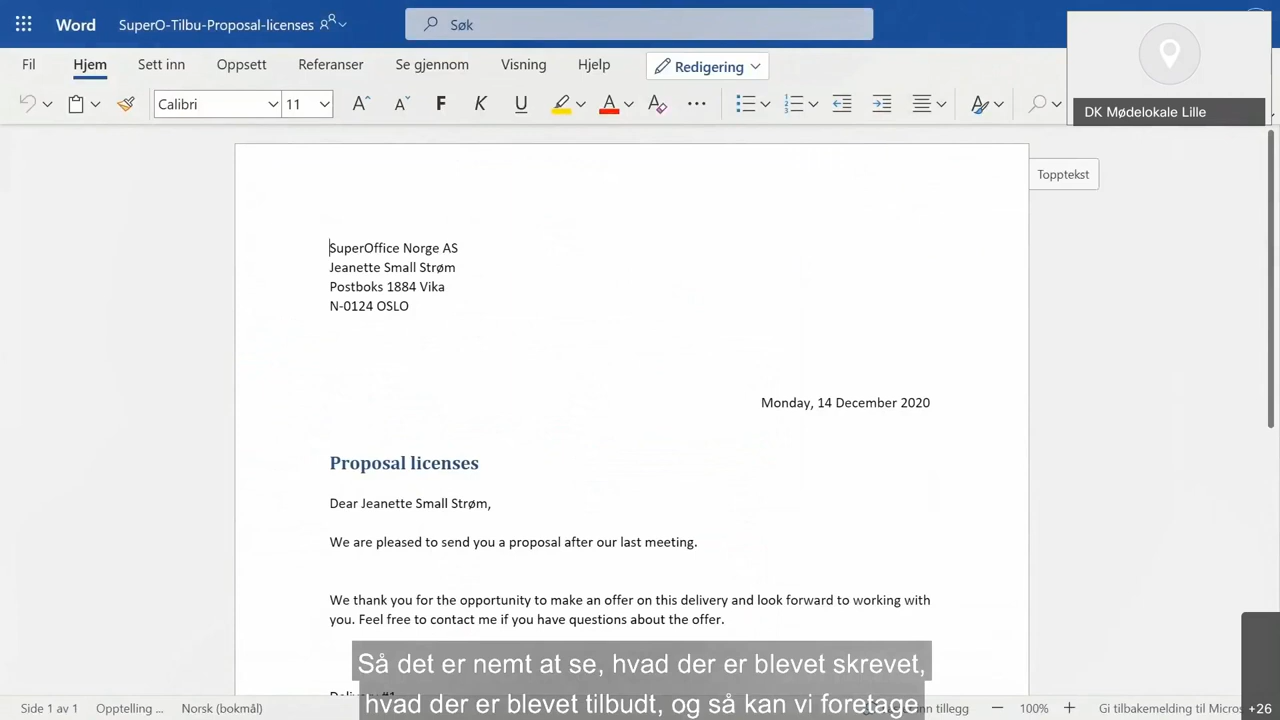 Word SuperO-Tilbu-Proposal-licenses Søk
Fil Hjem Sett inn Oppsett Referanser Se gjennom Visning Hjelp Redigering
DK Mødelokale Lille
Calibri 11 F K U A
Topptekst
SuperOffice Norge AS
Jeanette Small Strøm
Postboks 1884 Vika
N-0124 OSLO
Monday, 14 December 2020
Proposal licenses
Dear Jeanette Small Strøm,
We are pleased to send you a proposal after our last meeting.
We thank you for the opportunity to make an offer on this delivery and look forward to working with
you. Feel free to contact me if you have questions about the offer.
Så det er nemt at se, hvad der er blevet skrevet,
hvad der er blevet tilbudt, og så kan vi foretage
Side 1 av 1 Opptelling ... Norsk (bokmål) tillegg 100% Gi tilbakemelding til Micros +26